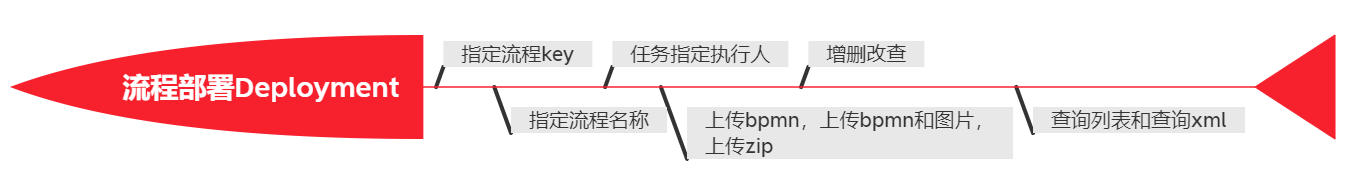 流程部署Deployment
指定流程key
任务指定执行人
增删改查
指定流程名称
上传bpmn，上传bpmn和图片，
上传zip
查询列表和查询xml